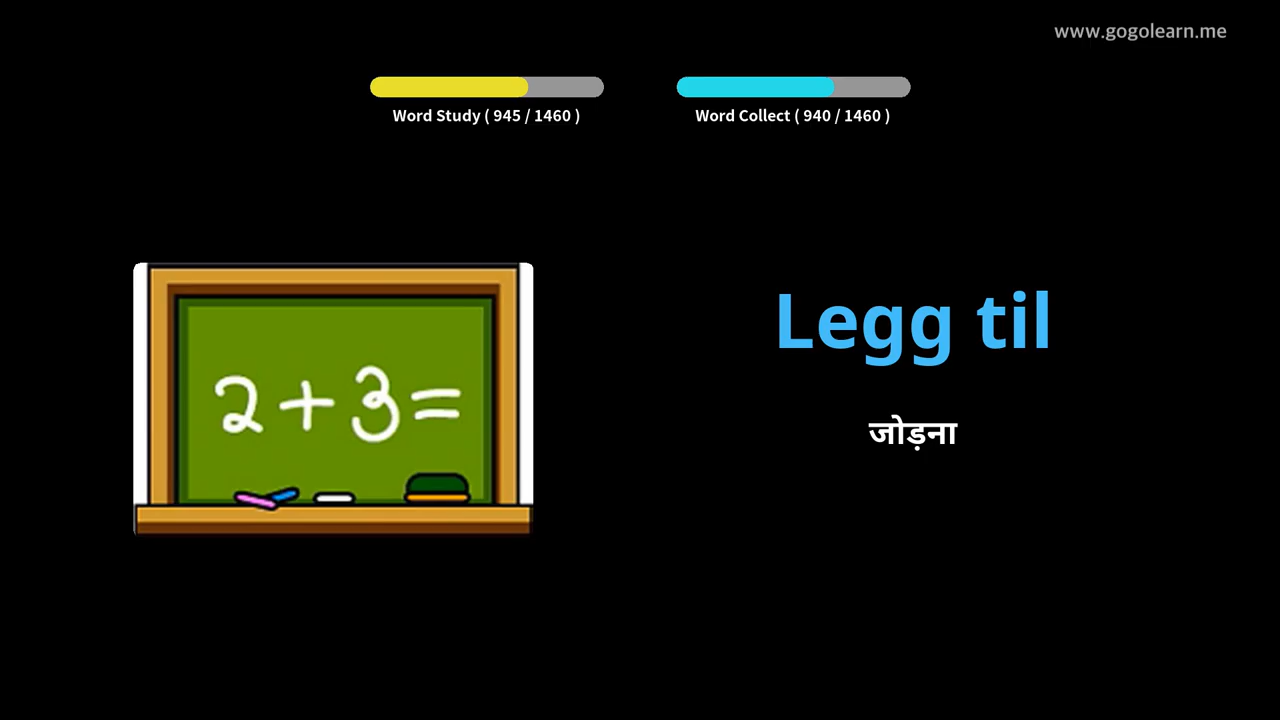 www.gogolearn.me
Word Study ( 945 / 1460 )
Word Collect ( 940 / 1460 )
2+3=
Legg til
जोड़ना